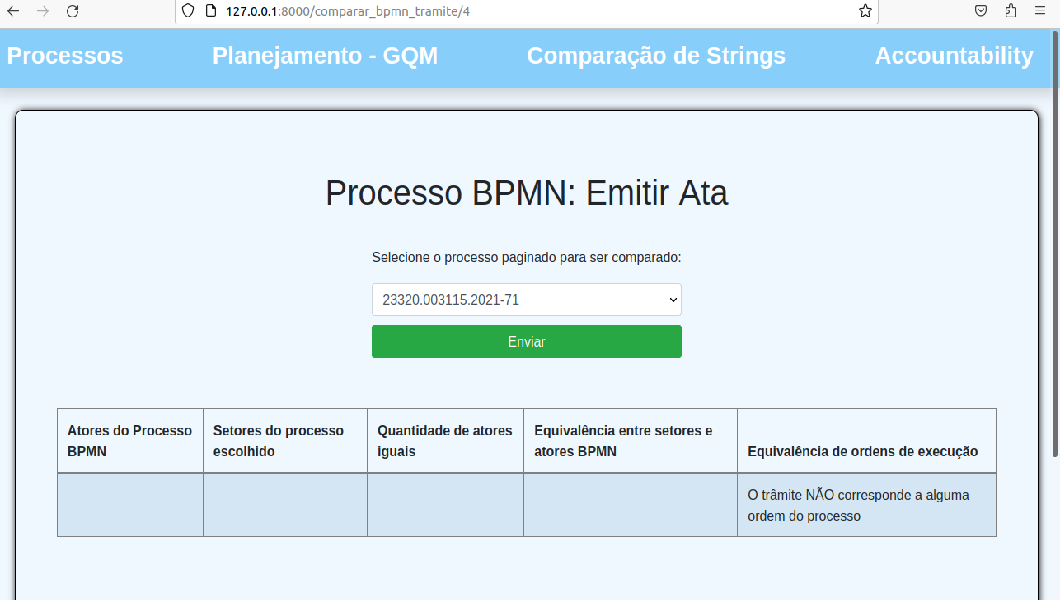 127.0.0.1:8000/comparar_bpmn_tramite/4
Processos Planejamento - GQM Comparação de Strings Accountability
Processo BPMN: Emitir Ata
Selecione o processo paginado para ser comparado:
23320.003115.2021-71
Enviar
Atores do Processo BPMN
Setores do processo escolhido
Quantidade de atores iguais
Equivalência entre setores e atores BPMN
Equivalência de ordens de execução
O trâmite NÃO corresponde a alguma
ordem do processo